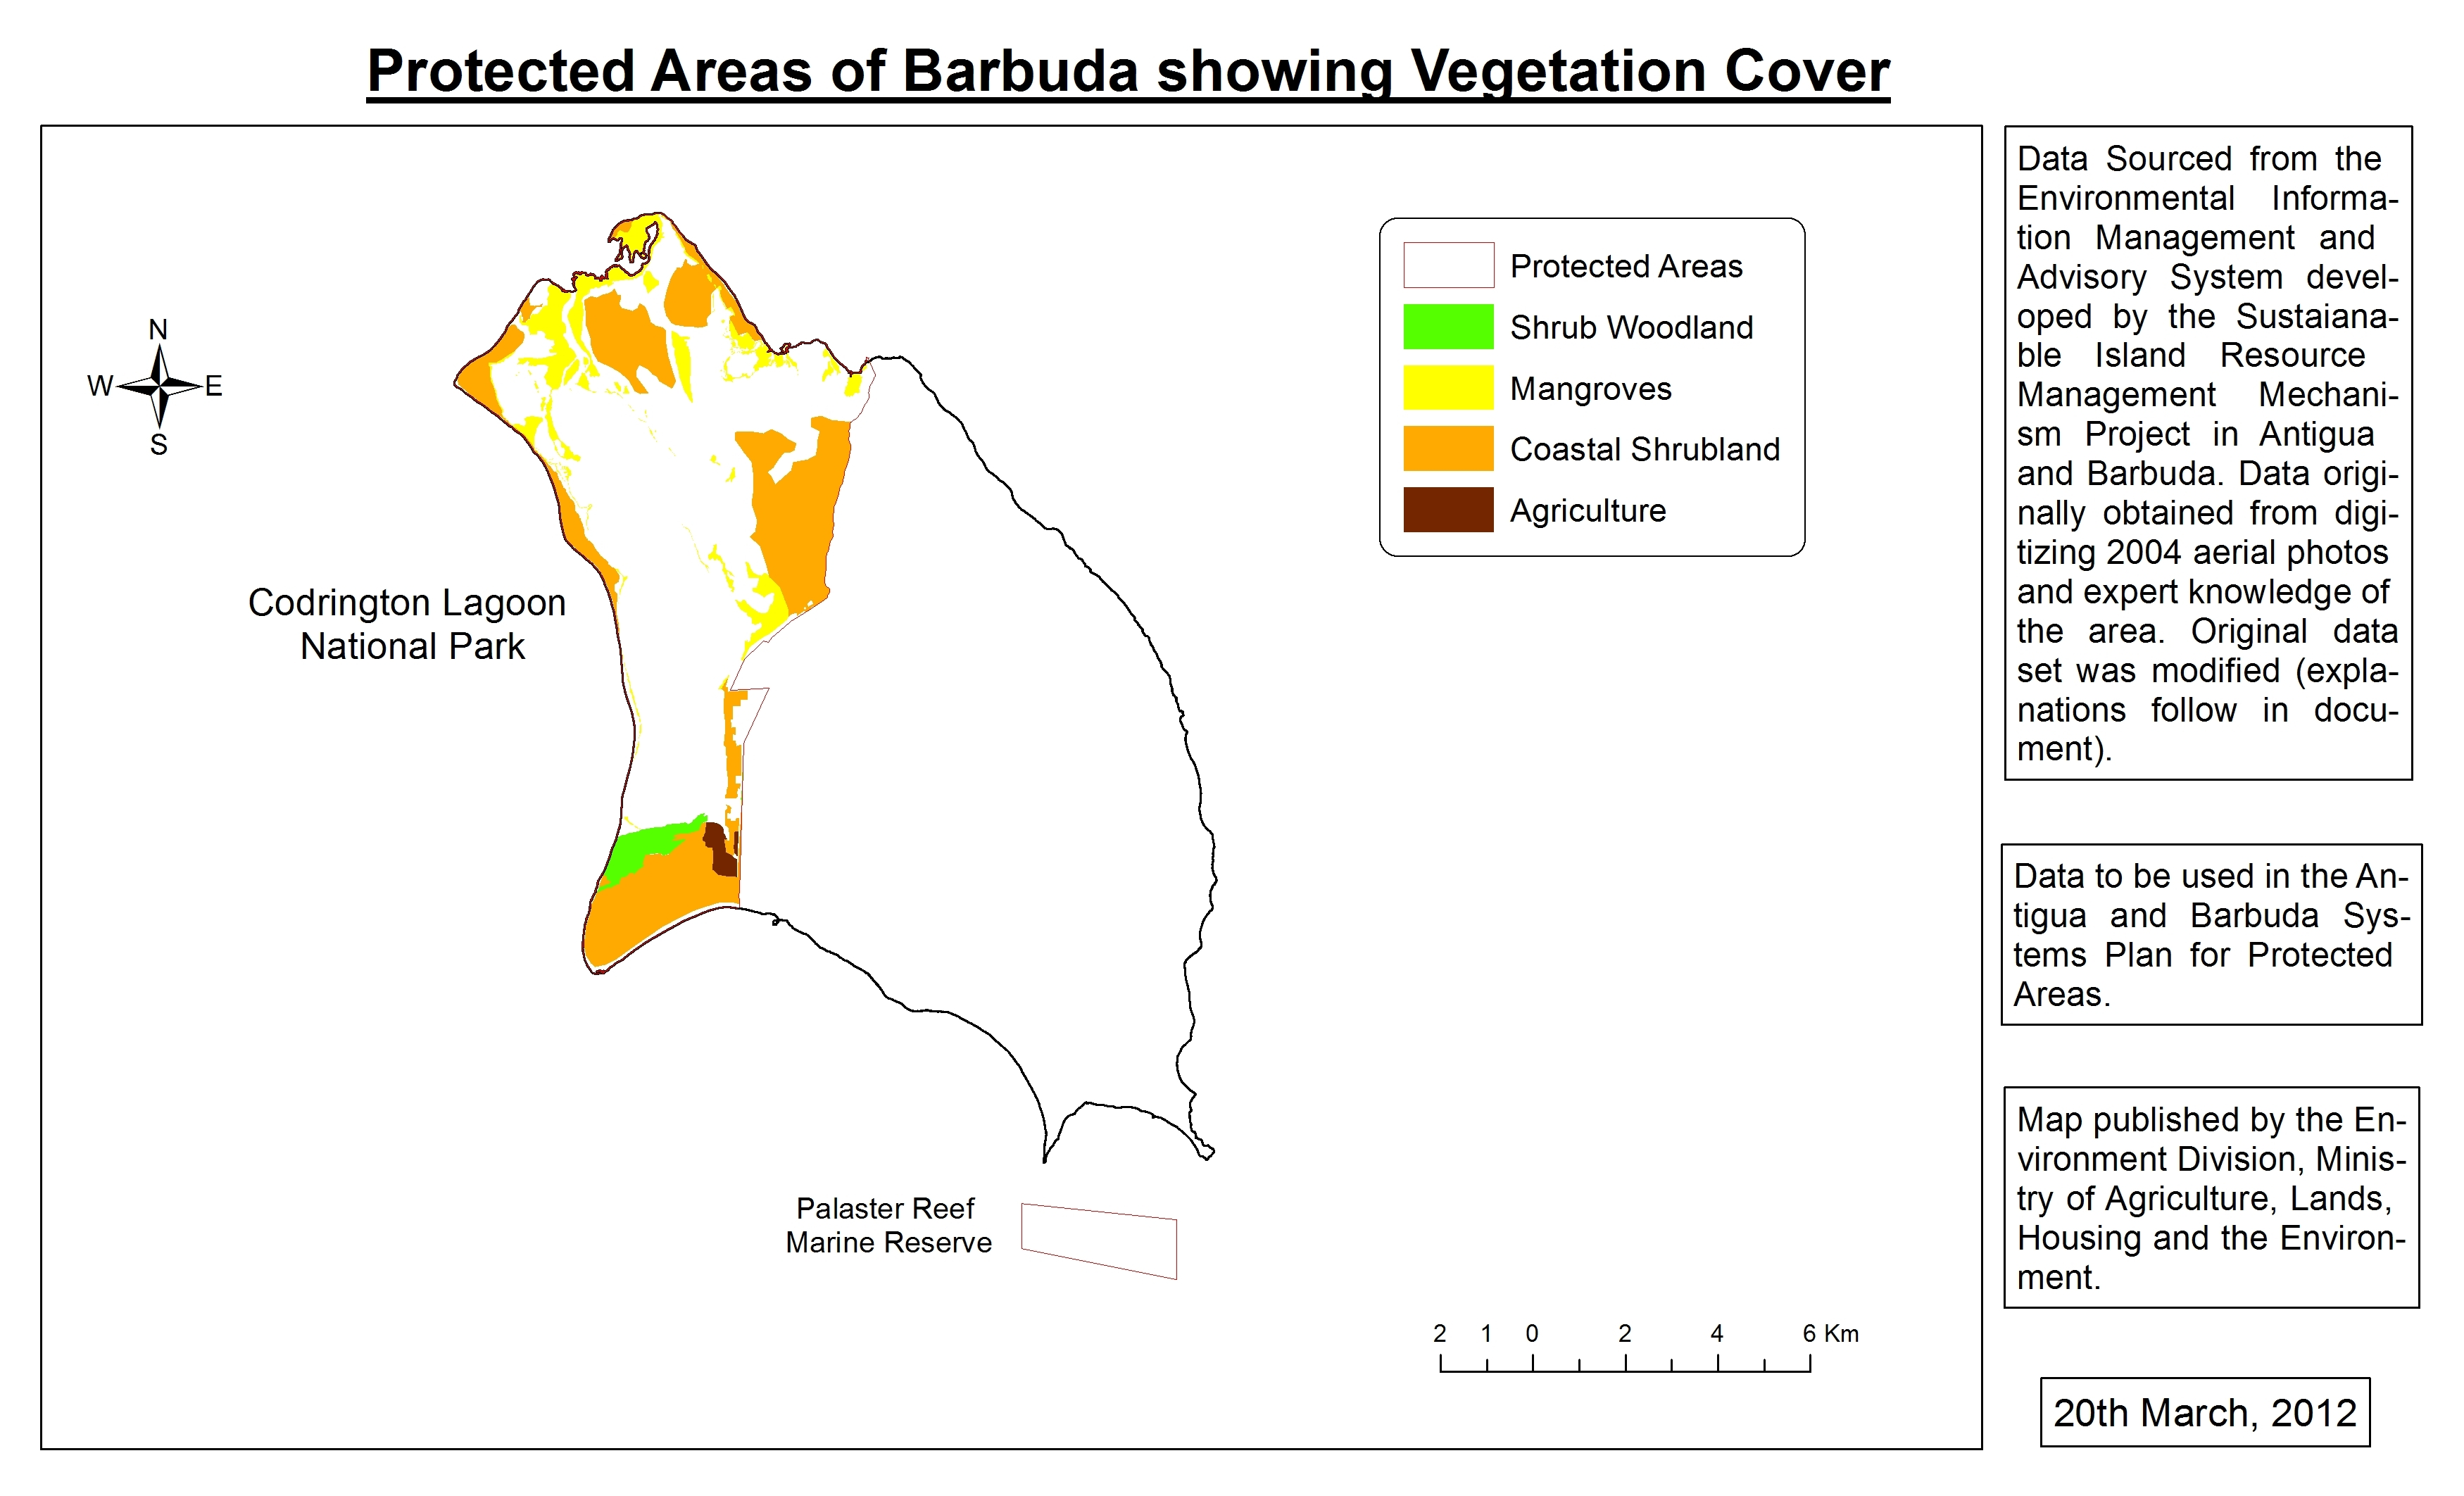 Protected Areas of Barbuda showing Vegetation Cover
N
W E
S
Codrington Lagoon
National Park
Protected Areas
Shrub Woodland
Mangroves
Coastal Shrubland
Agriculture
Palaster Reef
Marine Reserve
2 1 0 2 4 6 Km
Data Sourced from the
Environmental Informa-
tion Management and
Advisory System devel-
oped by the Sustaiana-
ble Island Resource
Management Mechani-
sm Project in Antigua
and Barbuda. Data origi-
nally obtained from digi-
tizing 2004 aerial photos
and expert knowledge of
the area. Original data
set was modified (expla-
nations follow in docu-
ment).
Data to be used in the An-
tigua and Barbuda Sys-
tems Plan for Protected
Areas.
Map published by the En-
vironment Division, Minis-
try of Agriculture, Lands,
Housing and the Environ-
ment.
20th March, 2012